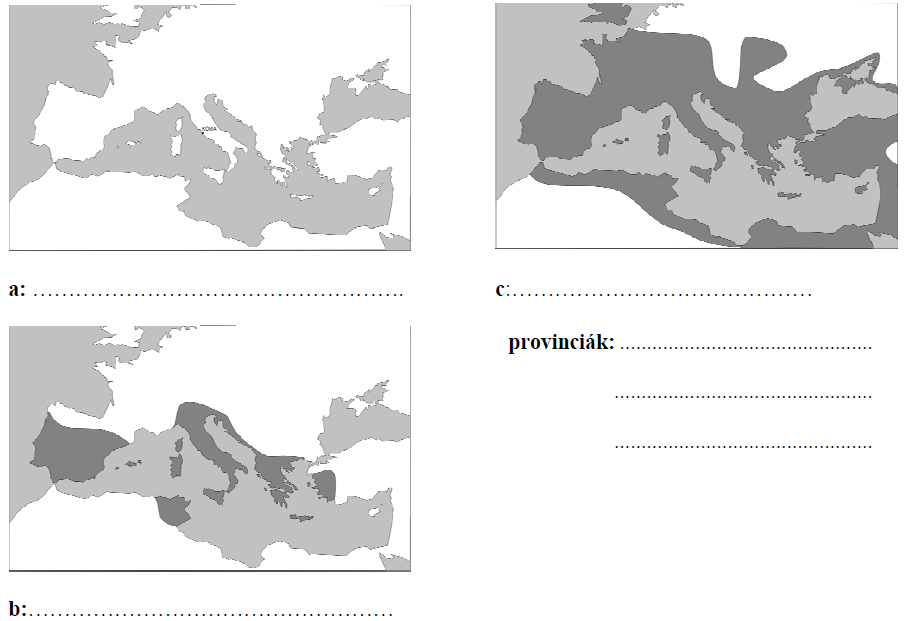 RÓMA
a: ……………………………………………….
c:……………………………………
provinciák: ...............................................
................................................
................................................
b:………………………………………………